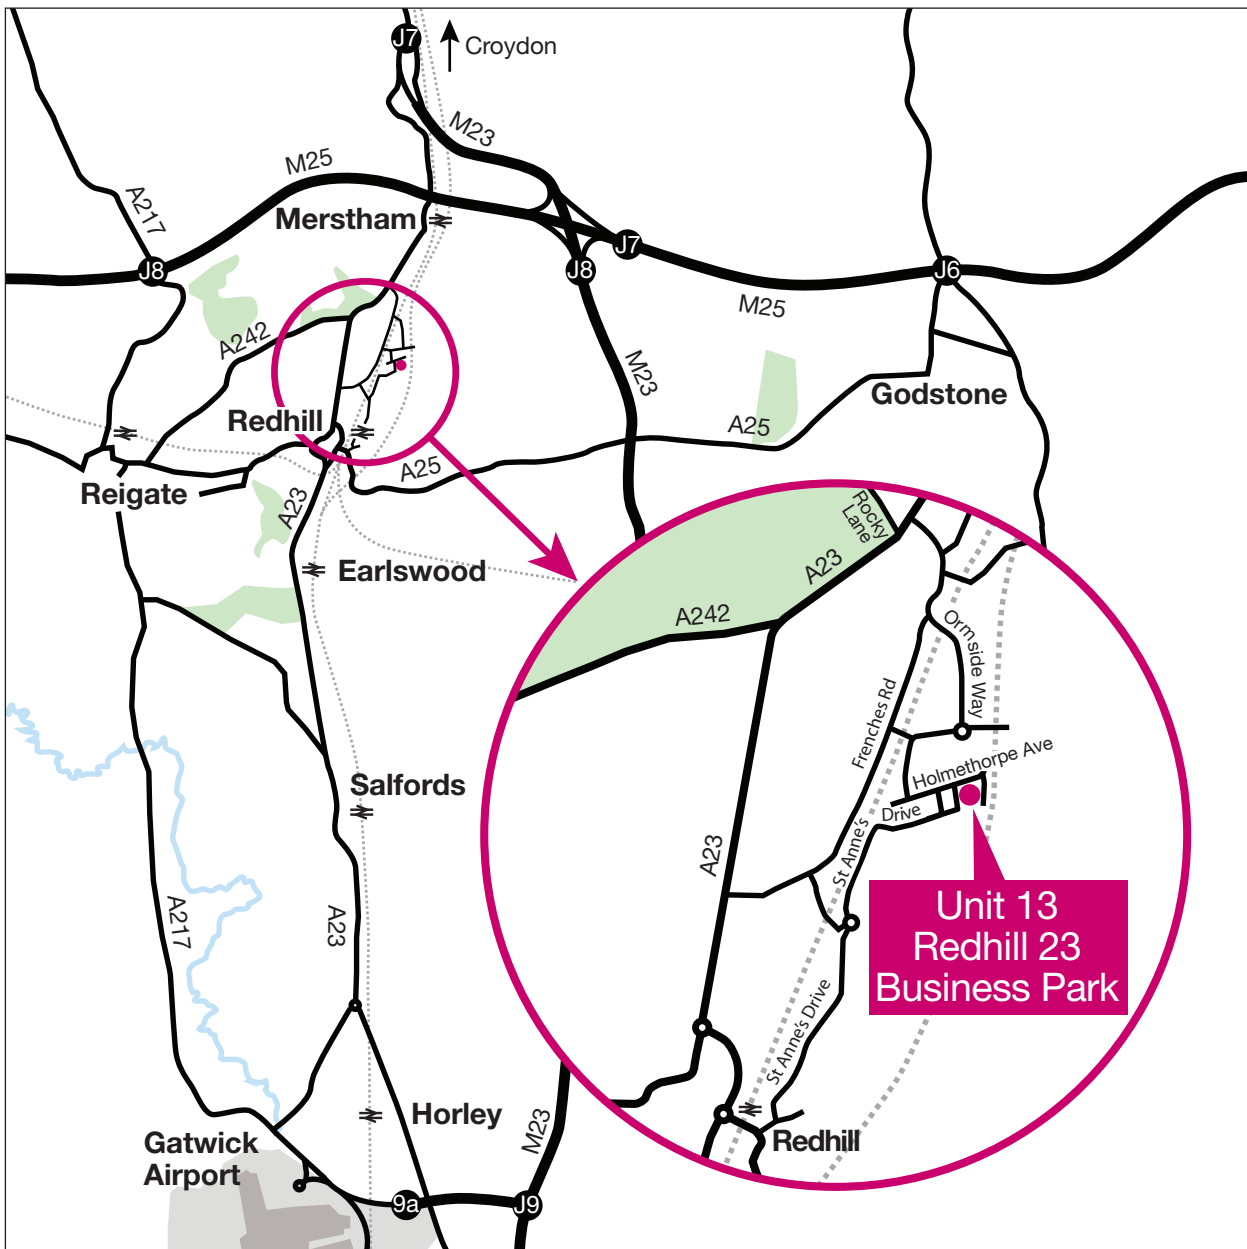 J7
Croydon
M23
M25
A217
Merstham
J8
J7
J8
J6
M25
A242
M23
Godstone
Redhill
A25
A25
Reigate
A23
Earlswood
Rocky
Lane
A23
A242
Ormside Way
Frenches Rd
Holmethorpe Ave
Salfords
St Anne's
Drive
A23
Unit 13
Redhill 23
Business Park
A217
A23
St Anne's Drive
Horley
M23
Redhill
Gatwick
Airport
9a
J9